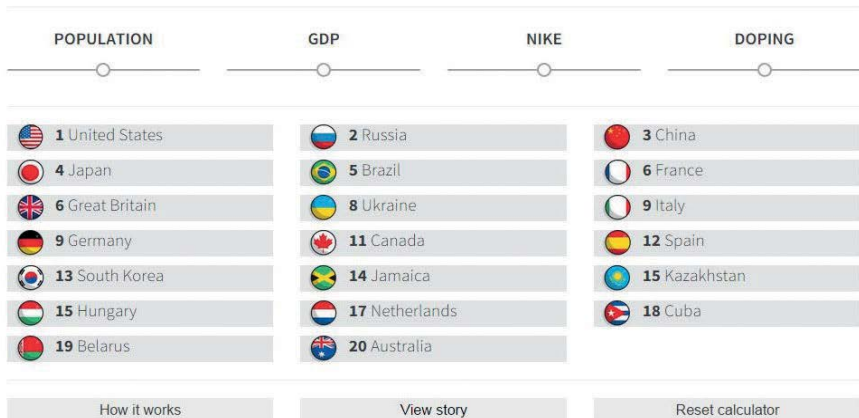 POPULATION GDP NIKE DOPING
1 United States 2 Russia 3 China
4 Japan 5 Brazil 6 France
6 Great Britain 8 Ukraine 9 Italy
9 Germany 11 Canada 12 Spain
13 South Korea 14 Jamaica 15 Kazakhstan
15 Hungary 17 Netherlands 18 Cuba
19 Belarus 20 Australia
How it works View story Reset calculator